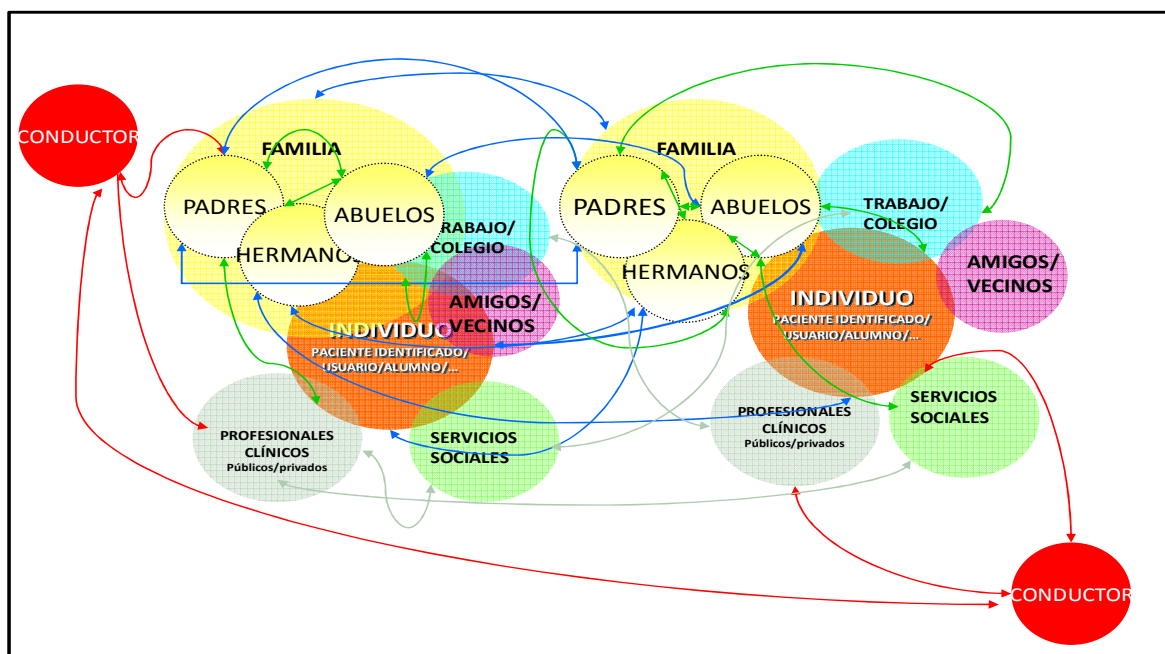 CONDUCTOR
FAMILIA
PADRES
ABUELOS
HERMANOS
TRABAJO/
COLEGIO
AMIGOS/
VECINOS
INDIVIDUO
PACIENTE IDENTIFICADO/
USUARIO/ALUMNO/...
PROFESIONALES
CLÍNICOS
Públicos/privados
SERVICIOS
SOCIALES
FAMILIA
PADRES
ABUELOS
HERMANOS
TRABAJO/
COLEGIO
AMIGOS/
VECINOS
INDIVIDUO
PACIENTE IDENTIFICADO/
USUARIO/ALUMNO/...
PROFESIONALES
CLÍNICOS
Públicos/privados
SERVICIOS
SOCIALES
CONDUCTOR